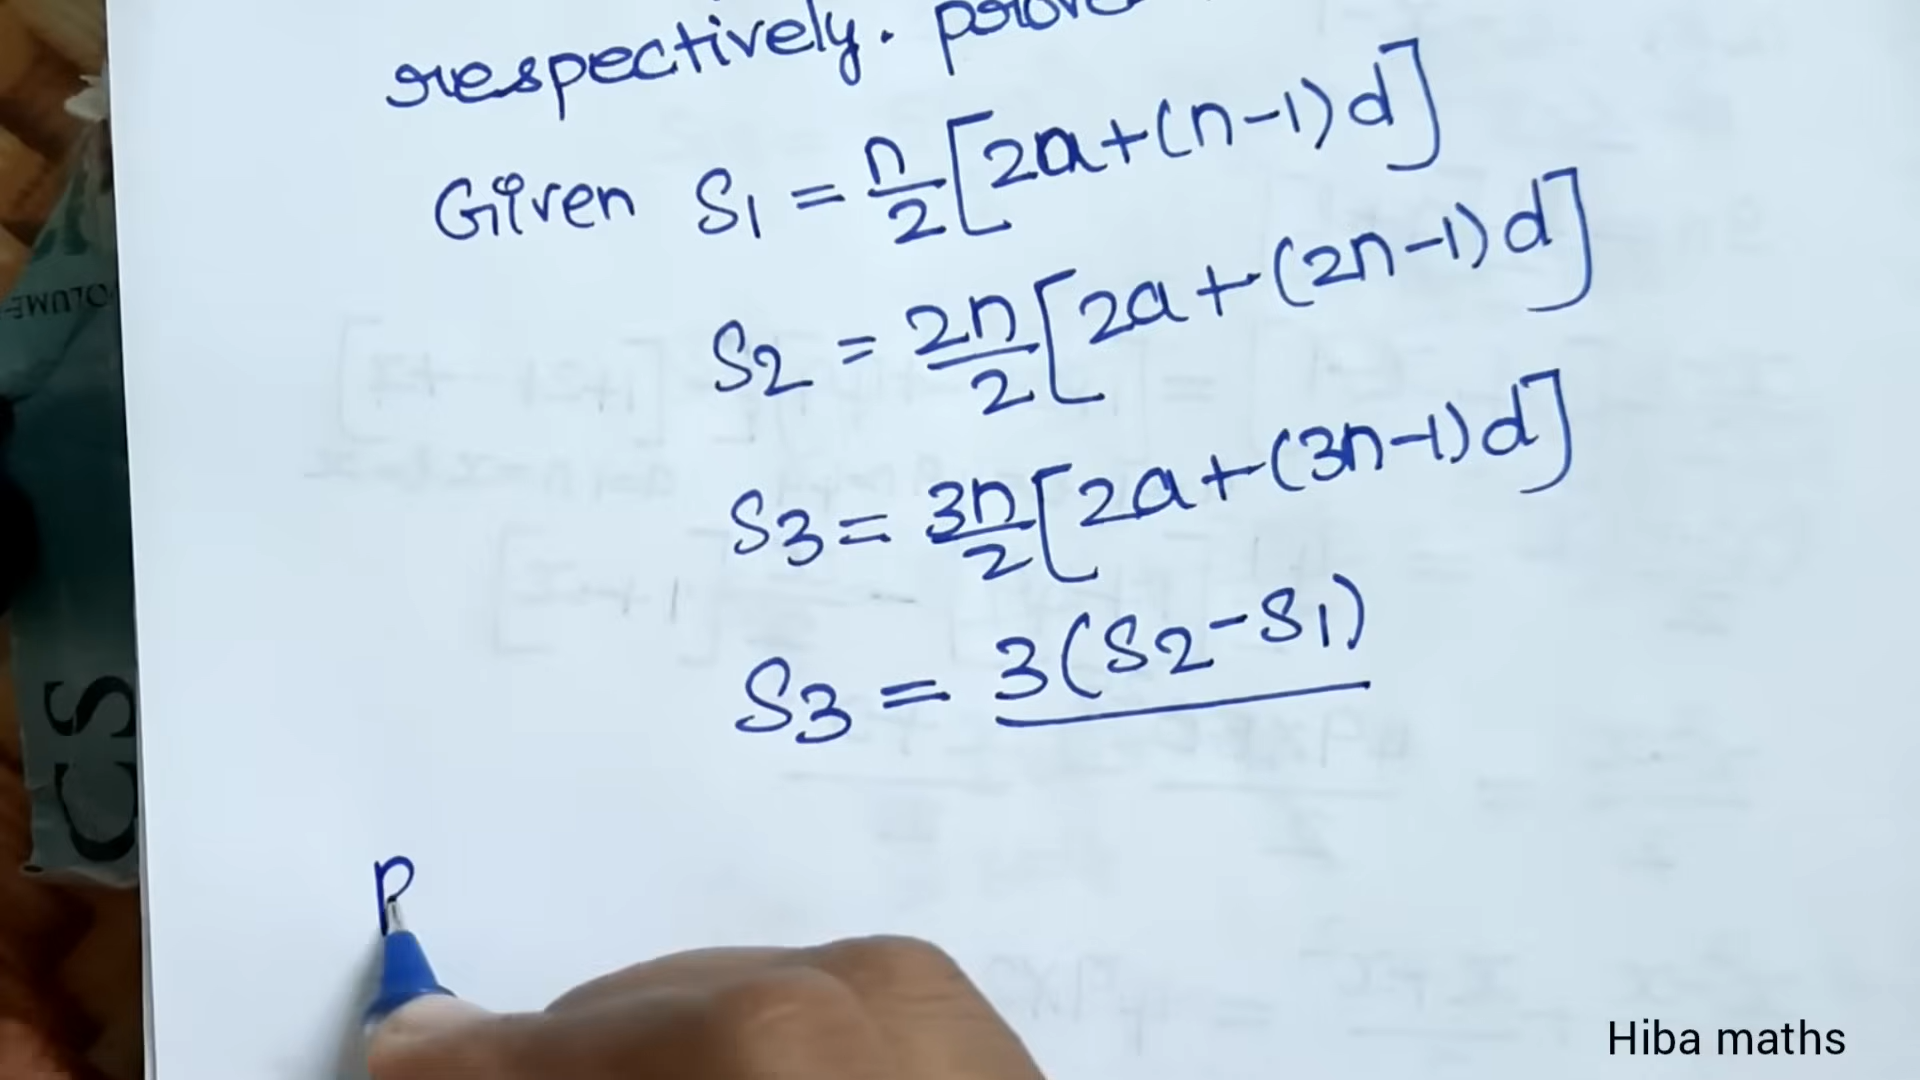 respectively. prove
Given S1 = n/2 [2a+(n-1)d]
S2 = 2n/2 [2a+(2n-1)d]
S3 = 3n/2 [2a+(3n-1)d]
S3 = 3(S2-S1)
P
CS
Hiba maths